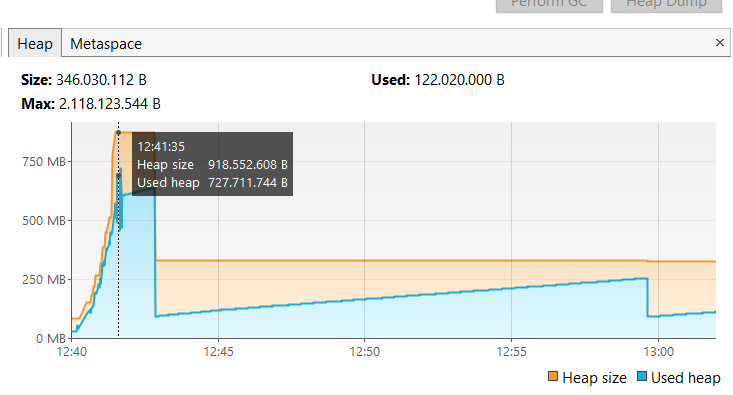 Perform GC Heap Dump
Heap Metaspace ×
Size: 346.030.112 B Used: 122.020.000 B
Max: 2.118.123.544 B
12:41:35
Heap size 918.552.608 B
Used heap 727.711.744 B
750 MB
500 MB
250 MB
0 MB
12:40 12:45 12:50 12:55 13:00
Heap size Used heap